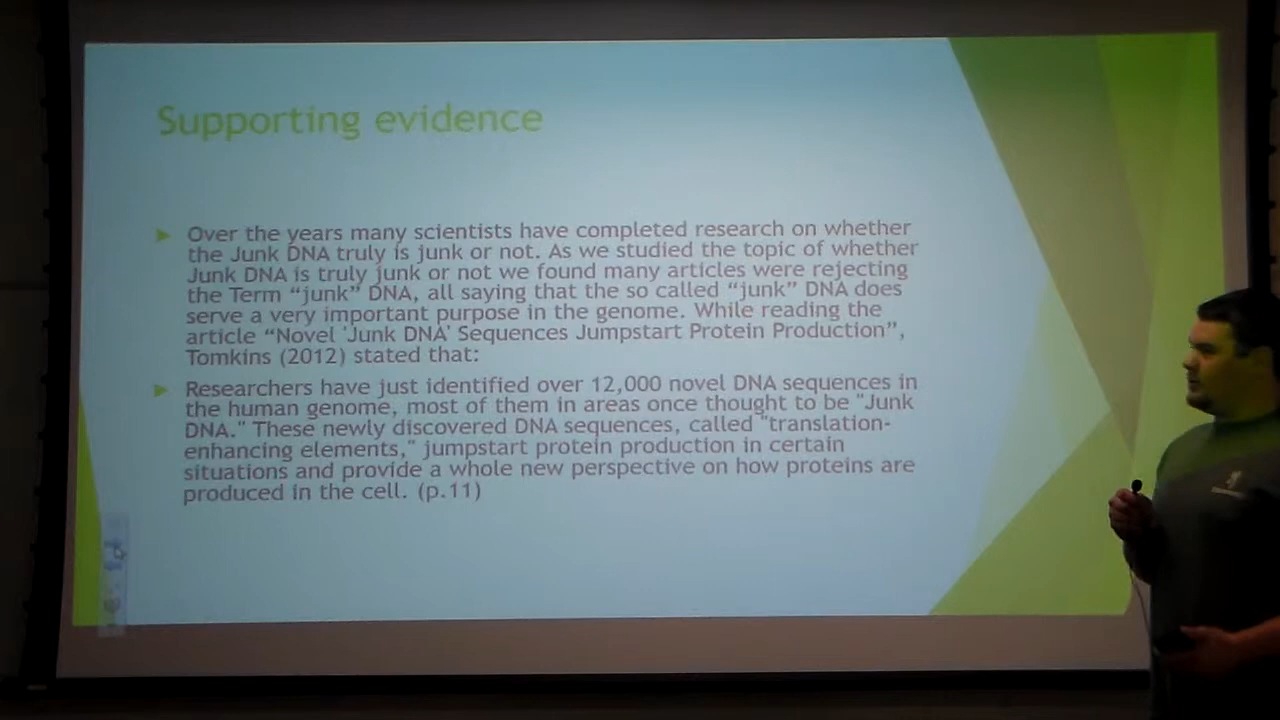 Supporting evidence
Over the years many scientists have completed research on whether
the Junk DNA truly is junk or not. As we studied the topic of whether
Junk DNA is truly junk or not we found many articles were rejecting
the Term “junk” DNA, all saying that the so called “junk” DNA does
serve a very important purpose in the genome. While reading the
article “Novel 'Junk DNA' Sequences Jumpstart Protein Production”,
Tomkins (2012) stated that:
Researchers have just identified over 12,000 novel DNA sequences in
the human genome, most of them in areas once thought to be "Junk
DNA." These newly discovered DNA sequences, called "translation-
enhancing elements," jumpstart protein production in certain
situations and provide a whole new perspective on how proteins are
produced in the cell. (p.11)